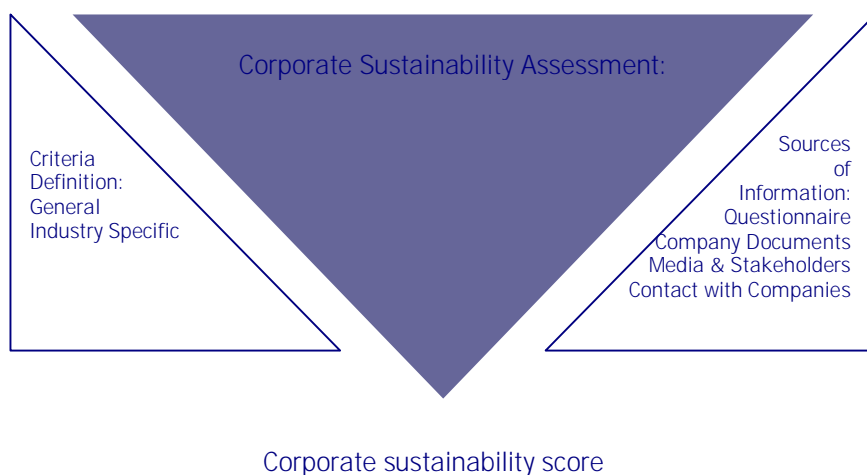 Corporate Sustainability Assessment:
Criteria
Definition:
General
Industry Specific
Sources
of
Information:
Questionnaire
Company Documents
Media & Stakeholders
Contact with Companies
Corporate sustainability score